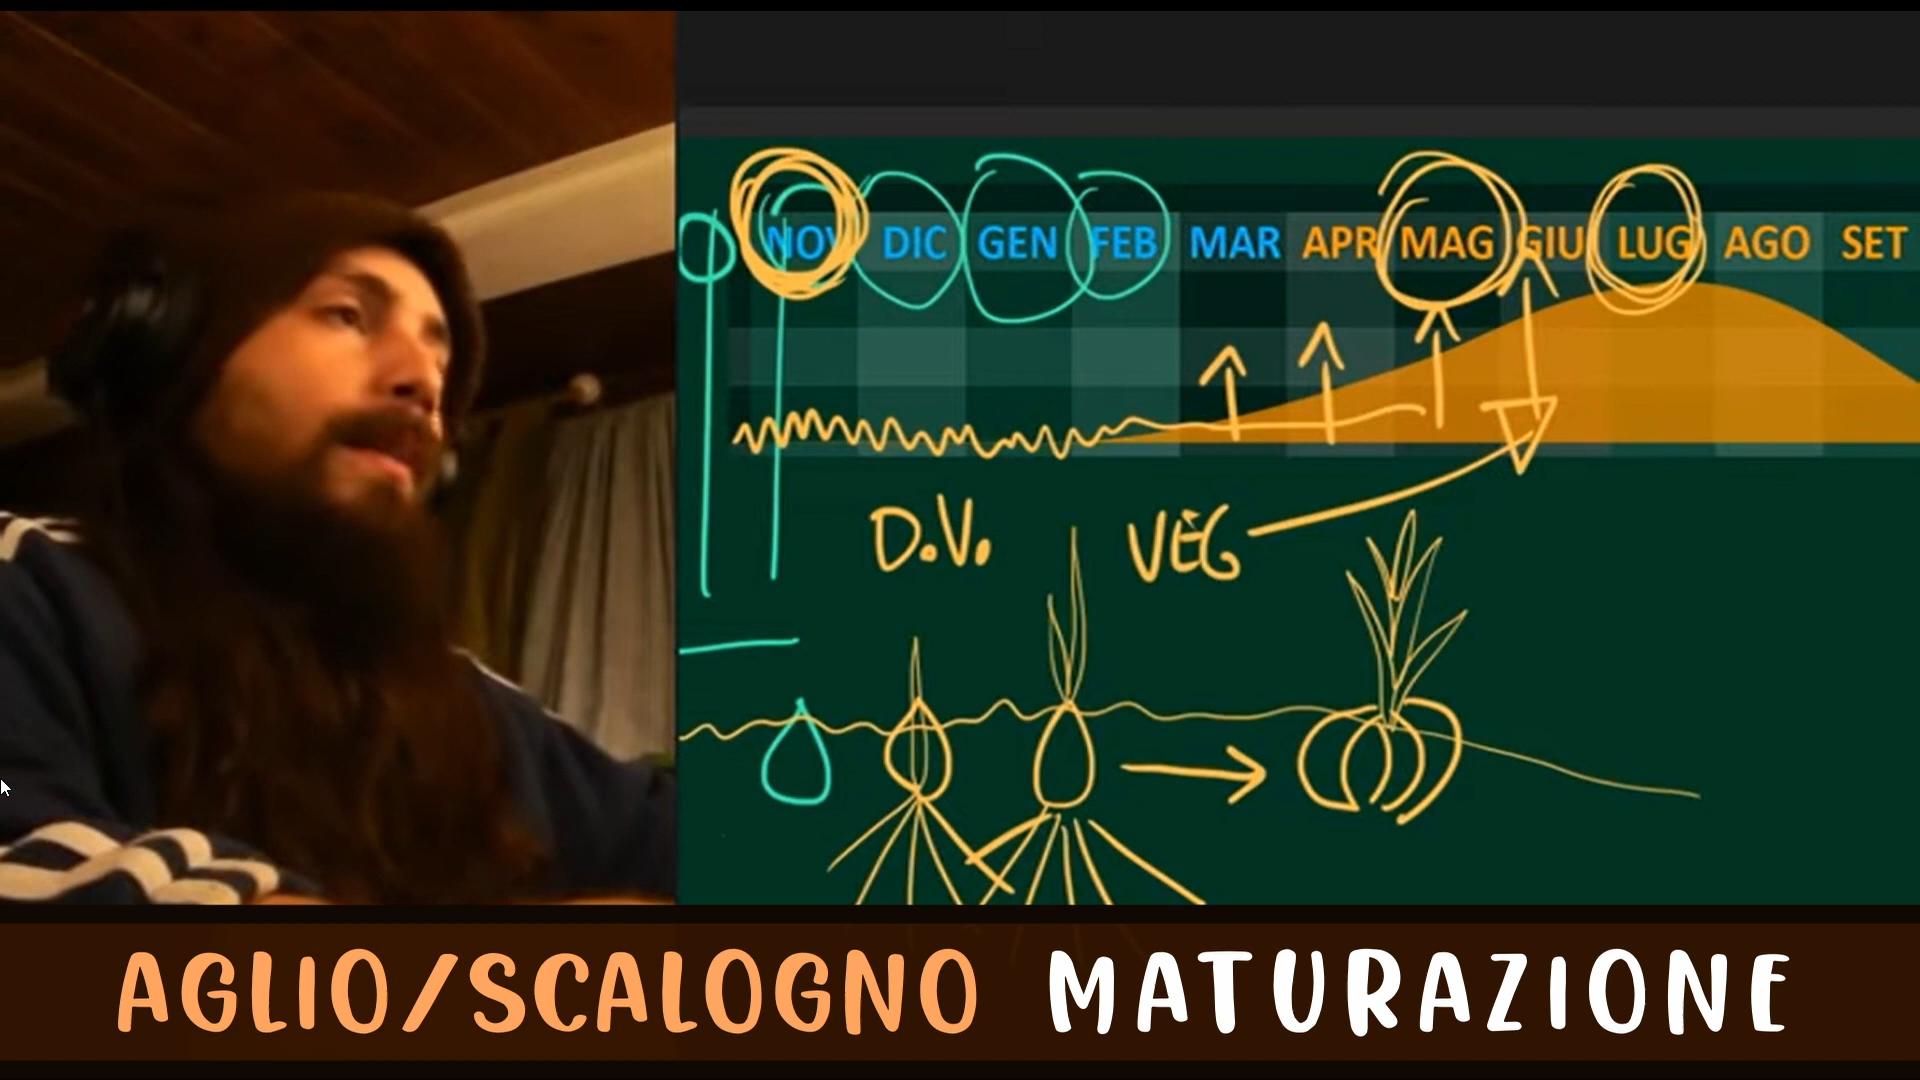 NOV DIC GEN FEB MAR APR MAG GIU LUG AGO SET
D.V. VEG
AGLIO/SCALOGNO MATURAZIONE